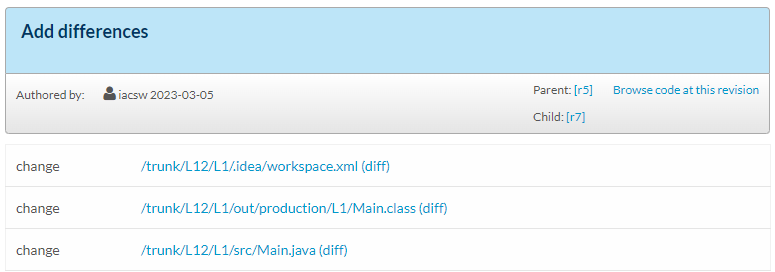 Add differences
Authored by: iacsw 2023-03-05 Parent: [r5] Browse code at this revision
Child: [r7]
change /trunk/L12/L1/.idea/workspace.xml (diff)
change /trunk/L12/L1/out/production/L1/Main.class (diff)
change /trunk/L12/L1/src/Main.java (diff)